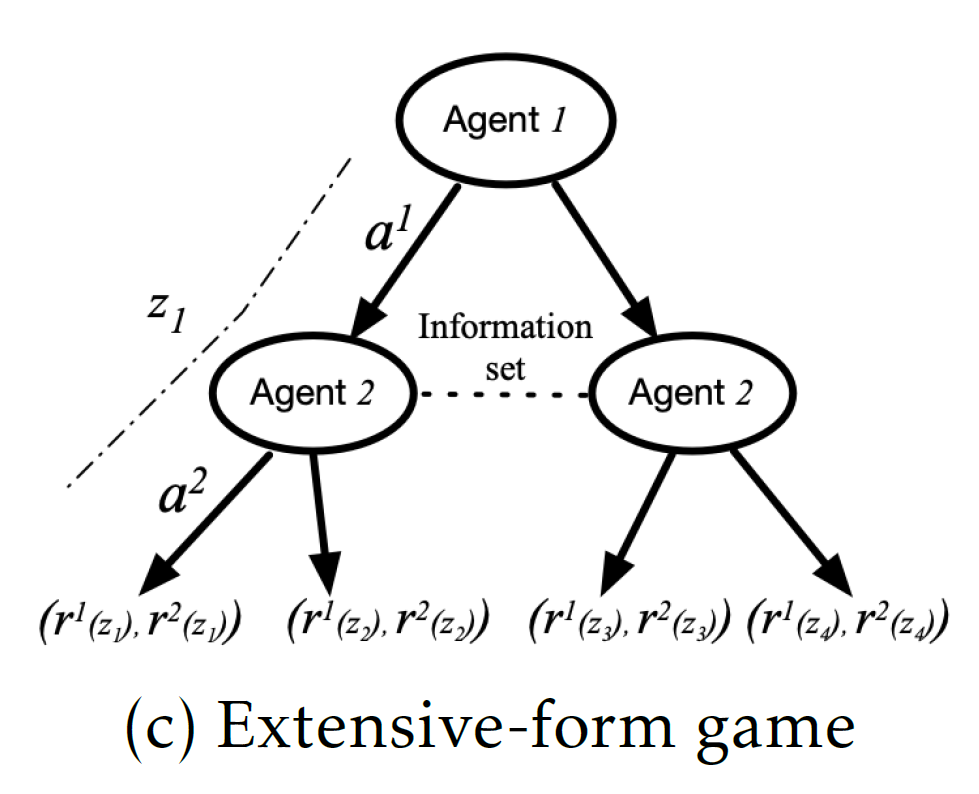 Agent 1
a¹
z₁
Information
set
Agent 2 Agent 2
a²
(r¹(z₁), r²(z₁)) (r¹(z₂), r²(z₂)) (r¹(z₃), r²(z₃)) (r¹(z₄), r²(z₄))
(c) Extensive-form game